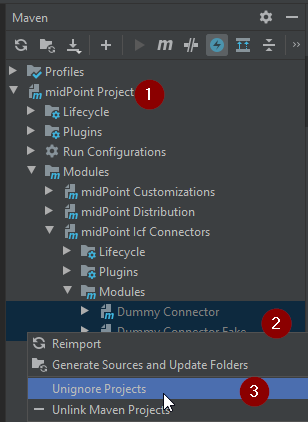 Maven
Profiles
midPoint Project
1
Lifecycle
Plugins
Run Configurations
Modules
midPoint Customizations
midPoint Distribution
midPoint Icf Connectors
Lifecycle
Plugins
Modules
Dummy Connector
2
Dummy Connector Fake
Reimport
Generate Sources and Update Folders
Unignore Projects
3
Unlink Maven Projects